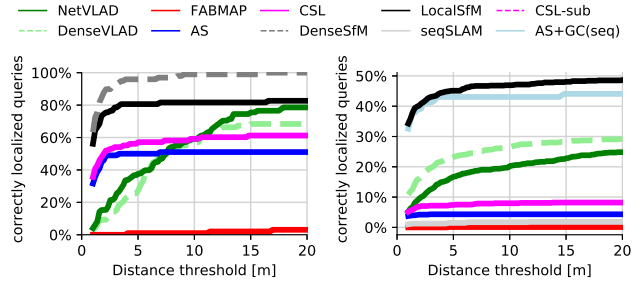 NetVLAD FABMAP CSL LocalSfM CSL-sub
DenseVLAD AS DenseSfM seqSLAM AS+GC(seq)
correctly localized queries
100%
80%
60%
40%
20%
0%
0 5 10 15 20
Distance threshold [m]
correctly localized queries
50%
40%
30%
20%
10%
0%
0 5 10 15 20
Distance threshold [m]